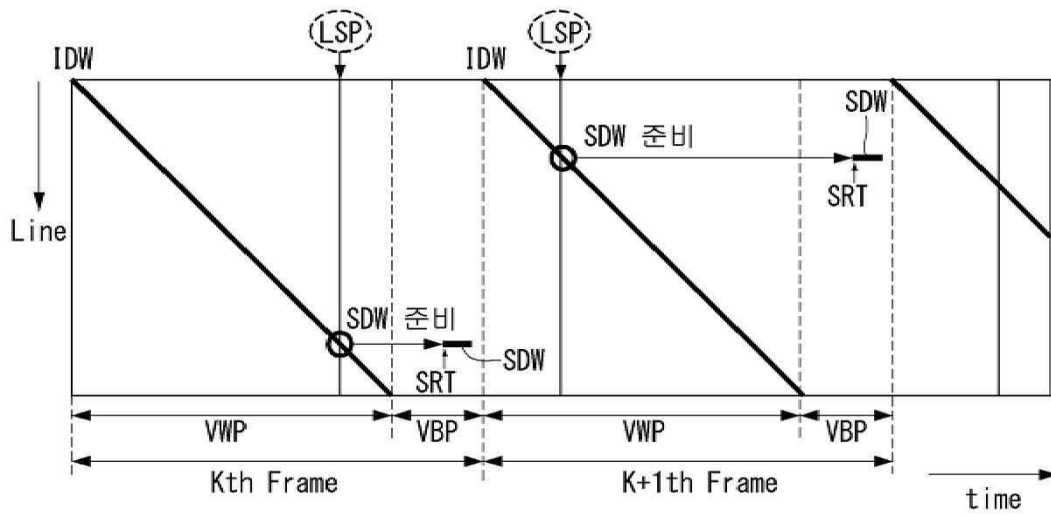 LSP
LSP
IDW
IDW
SDW
SDW 준비
SRT
Line
SDW 준비
SDW
SRT
VWP
VBP
VWP
VBP
Kth Frame
K+1th Frame
time